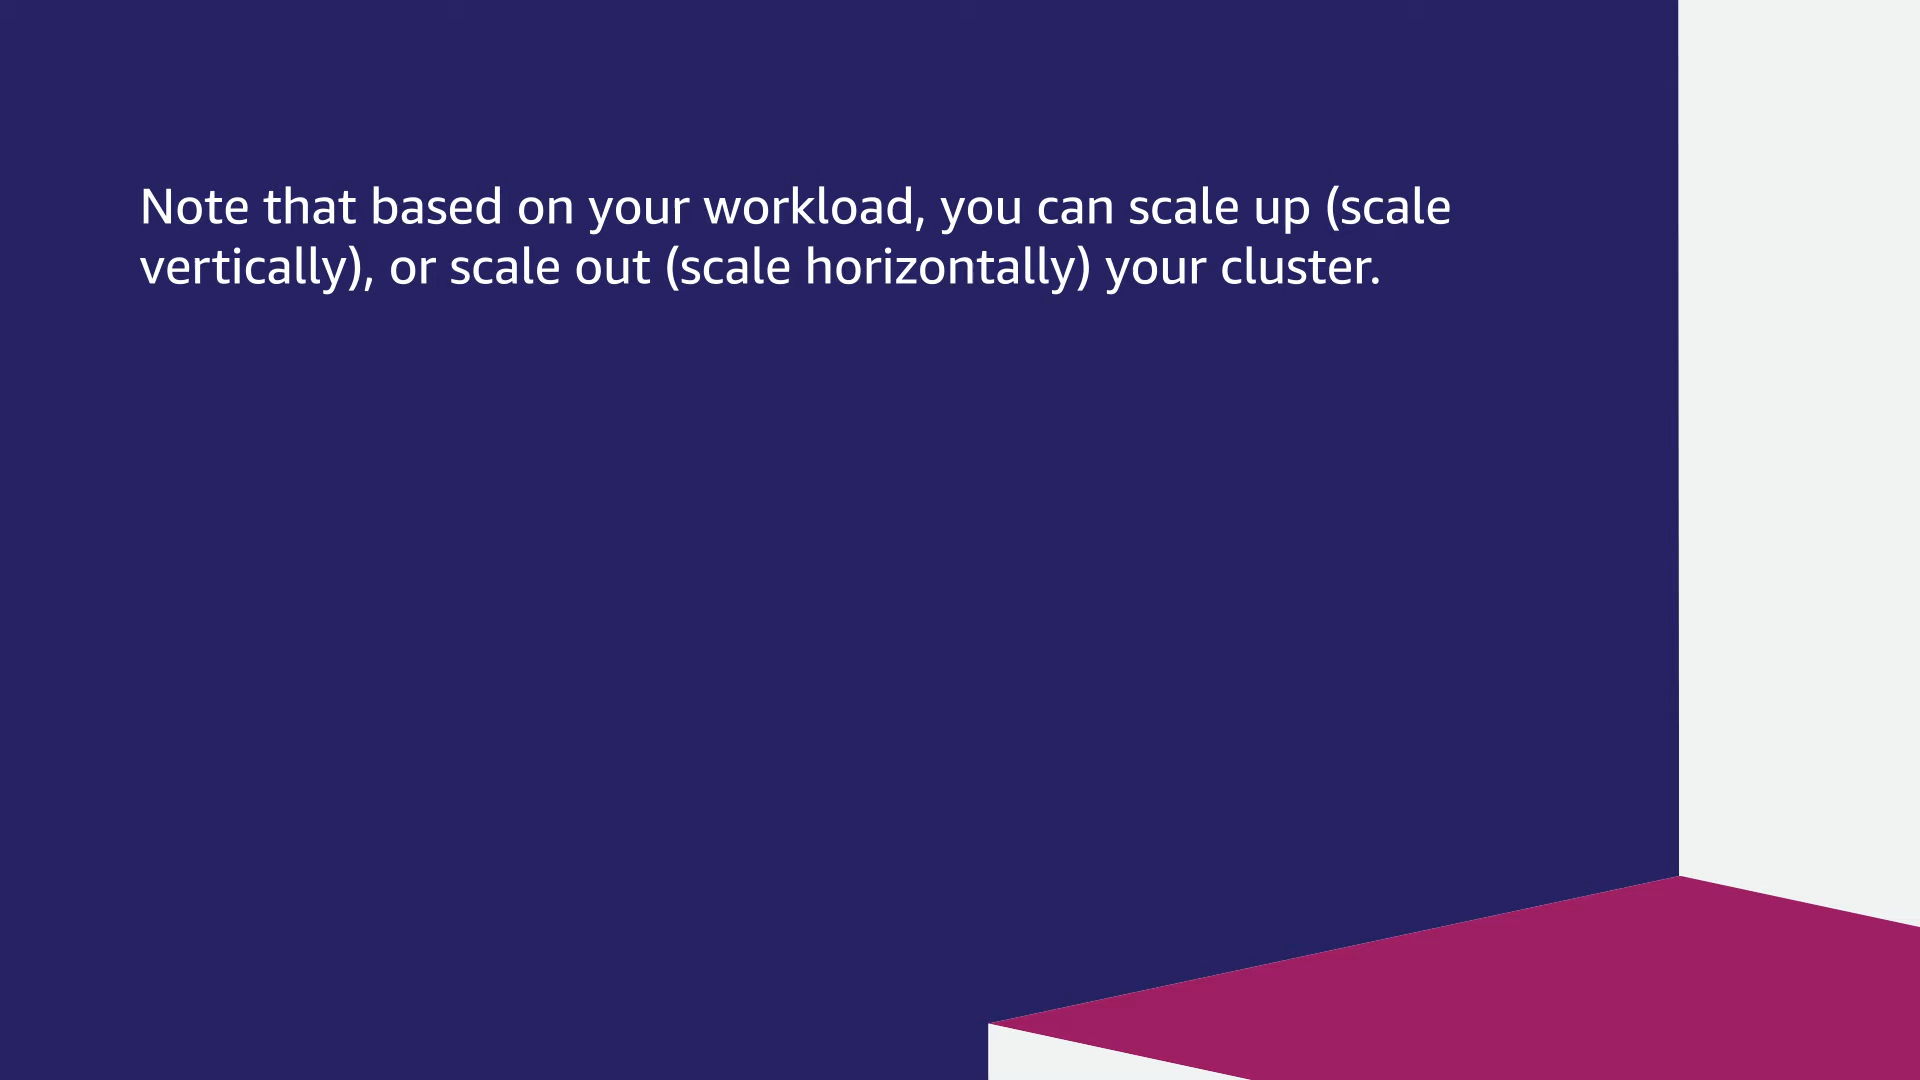 Note that based on your workload, you can scale up (scale
vertically), or scale out (scale horizontally) your cluster.